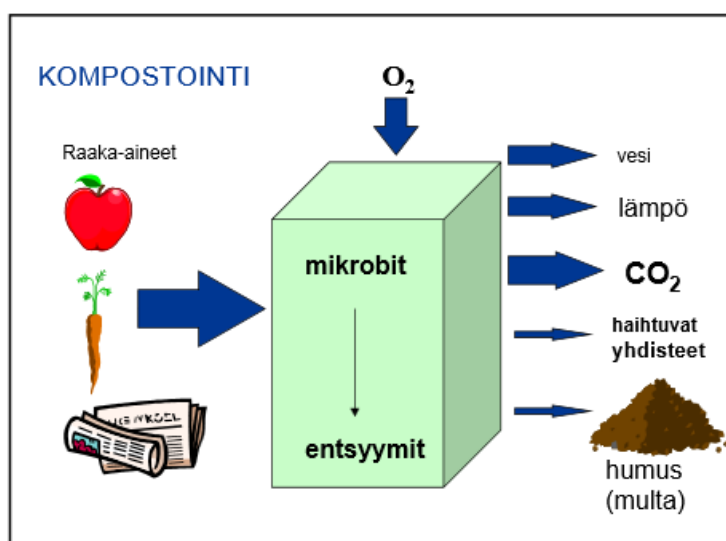 KOMPOSTOINTI
O₂
Raaka-aineet
mikrobit
entsyymit
vesi
lämpö
CO₂
haihtuvat
yhdisteet
humus
(multa)